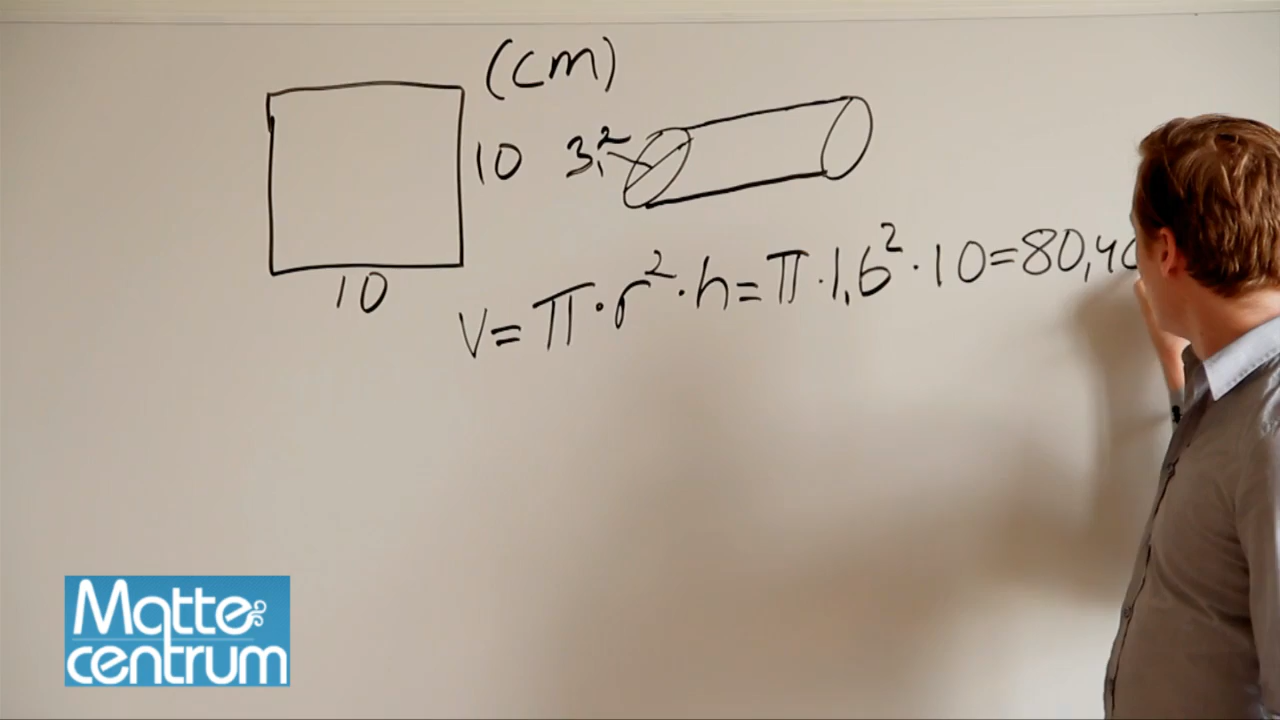 (cm)
10 3,2
10
V = π · r² · h = π · 1,6² · 10 = 80,4
Matte
centrum